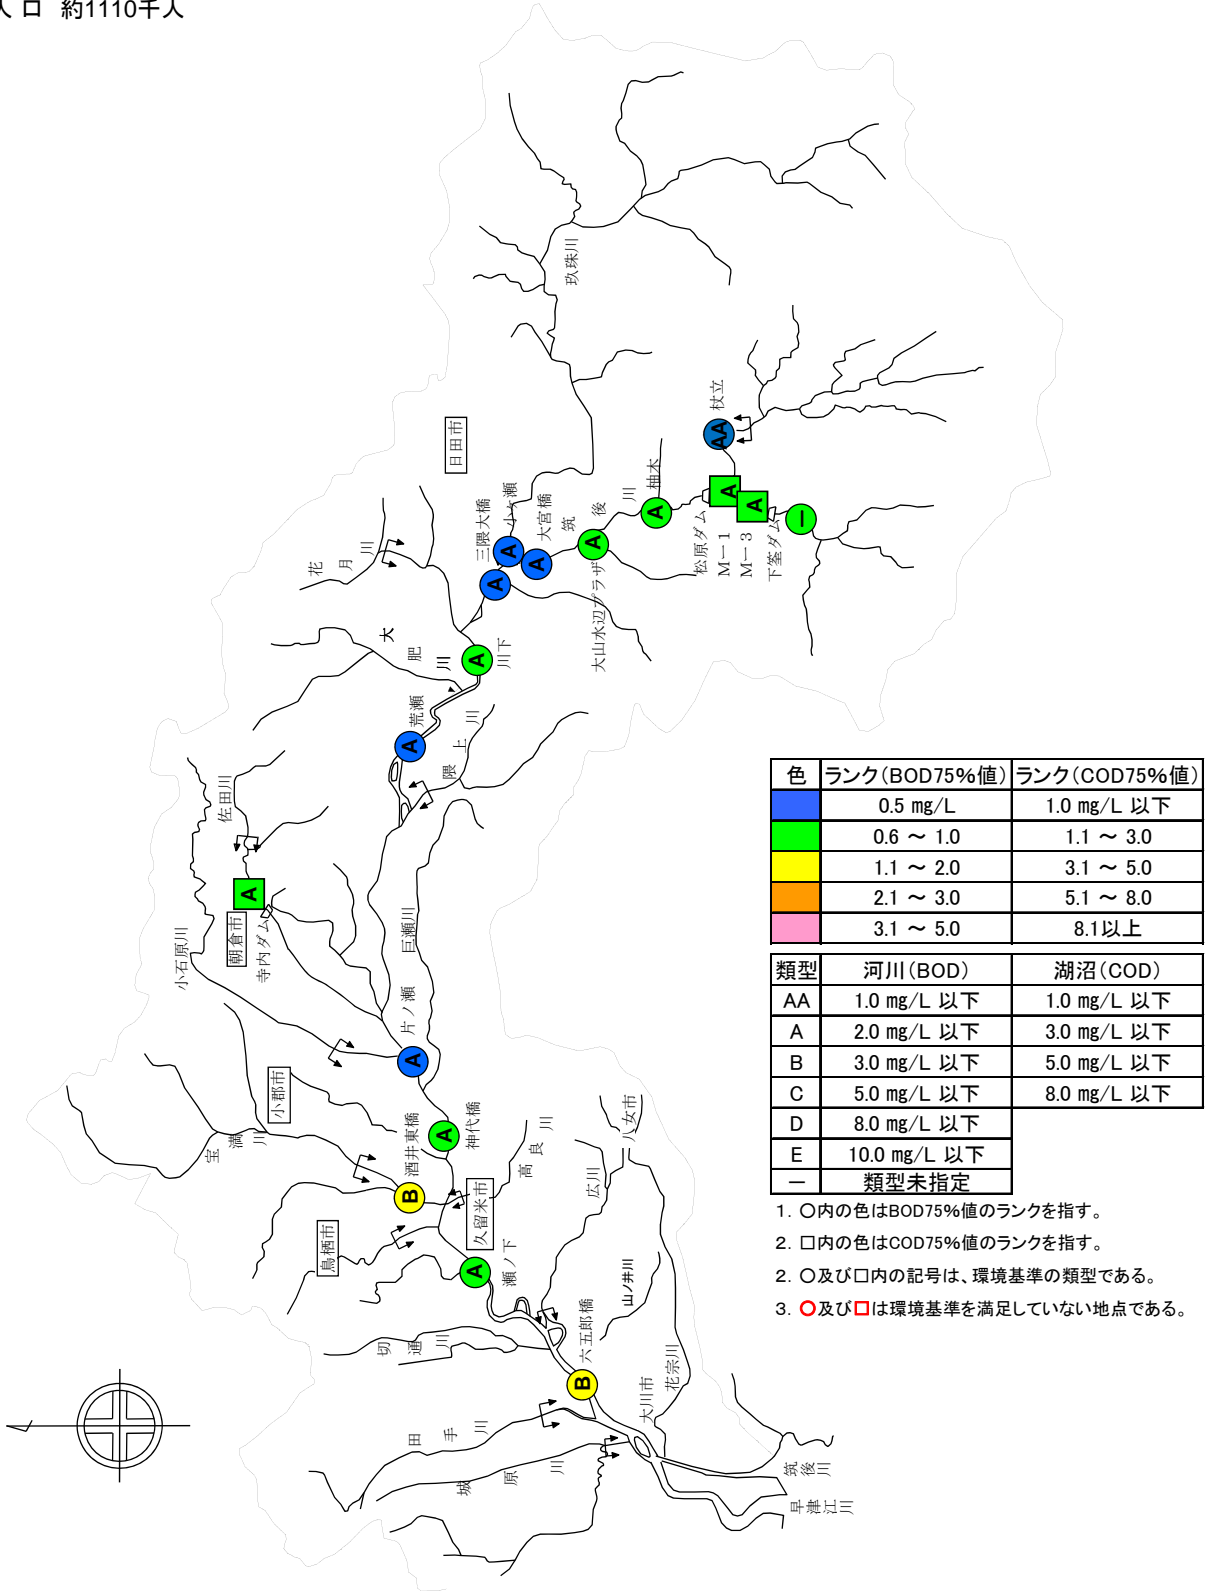 人 口 約1110千人
玖珠川
日田市
杖立
AA
三隈大橋
小ヶ瀬
大宮橋
筑
後
川
柚木
A
A
A
A
A
A
A
－
松原ダム
M－1
M－3
下筌ダム
大山水辺プラザ
花
月
川
大
肥
川
A
川下
A
荒瀬
隈
上
川
佐田川
A
朝倉市
寺内ダム
小石原川
巨瀬川
片ノ瀬
A
小郡市
宝
満
川
酒井東橋
B
A
神代橋
高
良
川
久留米市
鳥栖市
A
瀬ノ下
広川
八女市
山ノ井川
切
通
川
六五郎橋
B
花宗川
大川市
田
手
川
城
原
川
筑
後
川
早
津
江
川
色 ランク(BOD75%値) ランク(COD75%値)
0.5 mg/L 1.0 mg/L 以下
0.6 ～ 1.0 1.1 ～ 3.0
1.1 ～ 2.0 3.1 ～ 5.0
2.1 ～ 3.0 5.1 ～ 8.0
3.1 ～ 5.0 8.1以上
類型 河川(BOD) 湖沼(COD)
AA 1.0 mg/L 以下 1.0 mg/L 以下
A 2.0 mg/L 以下 3.0 mg/L 以下
B 3.0 mg/L 以下 5.0 mg/L 以下
C 5.0 mg/L 以下 8.0 mg/L 以下
D 8.0 mg/L 以下
E 10.0 mg/L 以下
－ 類型未指定
1. ○内の色はBOD75%値のランクを指す。
2. □内の色はCOD75%値のランクを指す。
2. ○及び□内の記号は、環境基準の類型である。
3. ○及び□は環境基準を満足していない地点である。